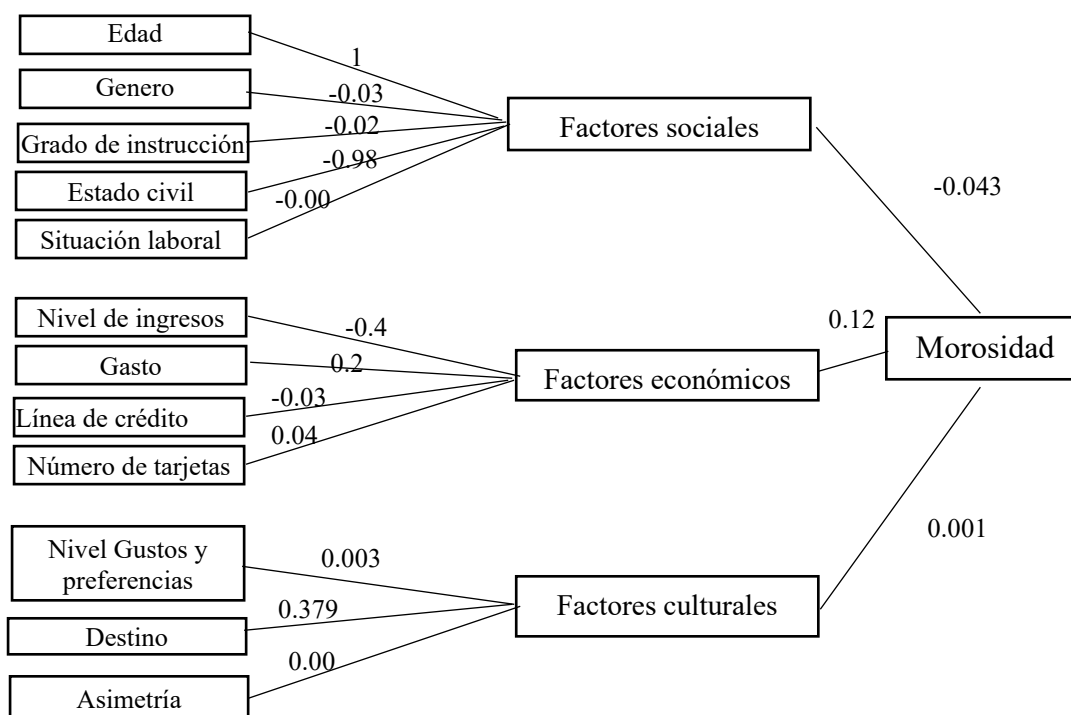 Edad
1
Genero
-0.03
Factores sociales
Grado de instrucción
-0.02
Estado civil
-0.98
-0.043
Situación laboral
-0.00
Nivel de ingresos
-0.4
0.12
Morosidad
Gasto
0.2
Factores económicos
Línea de crédito
-0.03
Número de tarjetas
0.04
Nivel Gustos y
preferencias
0.003
0.001
Factores culturales
Destino
0.379
Asimetría
0.00